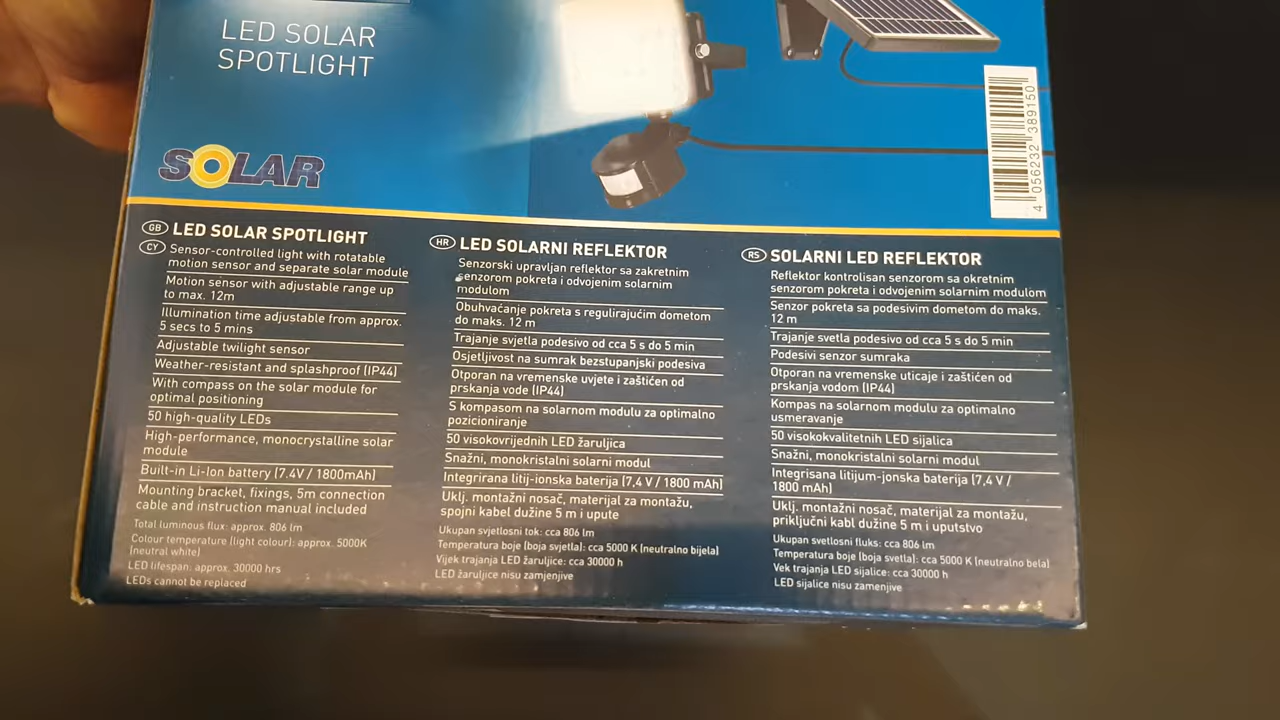 LED SOLAR
SPOTLIGHT
SOLAR
4 056232 389150
GB LED SOLAR SPOTLIGHT
CY Sensor-controlled light with rotatable
motion sensor and separate solar module
Motion sensor with adjustable range up
to max. 12m
Illumination time adjustable from approx.
5 secs to 5 mins
Adjustable twilight sensor
Weather-resistant and splashproof (IP44)
With compass on the solar module for
optimal positioning
50 high-quality LEDs
High-performance, monocrystalline solar
module
Built-in Li-Ion battery (7.4V / 1800mAh)
Mounting bracket, fixings, 5m connection
cable and instruction manual included
Total luminous flux: approx. 806 lm
Colour temperature (light colour): approx. 5000K
(neutral white)
LED lifespan: approx. 30000 hrs
LEDs cannot be replaced
HR LED SOLARNI REFLEKTOR
Senzorski upravljan reflektor sa zakretnim
senzorom pokreta i odvojenim solarnim
modulom
Obuhvaćanje pokreta s regulirajućim dometom
do maks. 12 m
Trajanje svjetla podesivo od cca 5 s do 5 min
Osjetljivost na sumrak bezstupanjski podesiva
Otporan na vremenske uvjete i zaštićen od
prskanja vode (IP44)
S kompasom na solarnom modulu za optimalno
pozicioniranje
50 visokovrijednih LED žaruljica
Snažni, monokristalni solarni modul
Integrirana litij-ionska baterija (7,4 V / 1800 mAh)
Uklj. montažni nosač, materijal za montažu,
spojni kabel dužine 5 m i upute
Ukupan svjetlosni tok: cca 806 lm
Temperatura boje (boja svjetla): cca 5000 K (neutralno bijela)
Vijek trajanja LED žaruljice: cca 30000 h
LED žaruljice nisu zamjenjive
RS SOLARNI LED REFLEKTOR
Reflektor kontrolisan senzorom sa okretnim
senzorom pokreta i odvojenim solarnim modulom
Senzor pokreta sa podesivim dometom do maks.
12 m
Trajanje svetla podesivo od cca 5 s do 5 min
Podesivi senzor sumraka
Otporan na vremenske uticaje i zaštićen od
prskanja vodom (IP44)
Kompas na solarnom modulu za optimalno
usmeravanje
50 visokokvalitetnih LED sijalica
Snažni, monokristalni solarni modul
Integrisana litijum-jonska baterija (7,4 V /
1800 mAh)
Uklj. montažni nosač, materijal za montažu,
priključni kabl dužine 5 m i uputstvo
Ukupan svetlosni fluks: cca 806 lm
Temperatura boje (boja svetla): cca 5000 K (neutralno bela)
Vek trajanja LED sijalice: cca 30000 h
LED sijalice nisu zamenjive